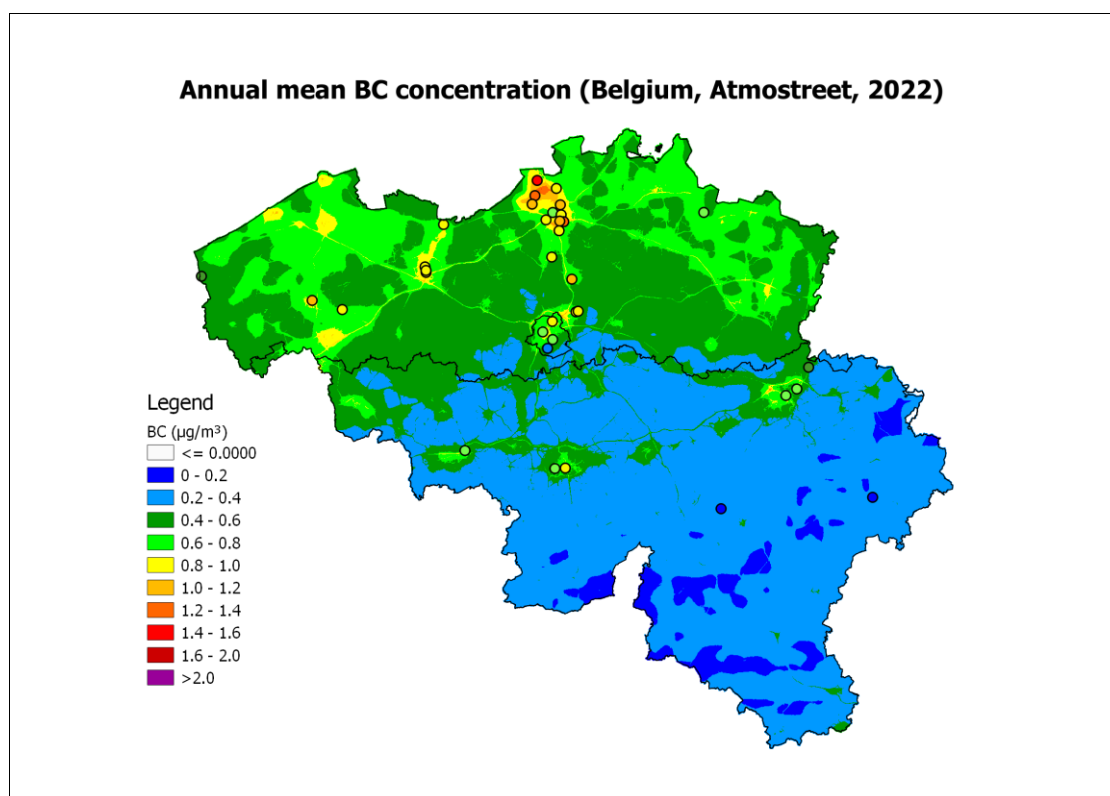 Annual mean BC concentration (Belgium, Atmostreet, 2022)
Legend
BC (µg/m³)
<= 0.0000
0 - 0.2
0.2 - 0.4
0.4 - 0.6
0.6 - 0.8
0.8 - 1.0
1.0 - 1.2
1.2 - 1.4
1.4 - 1.6
1.6 - 2.0
>2.0